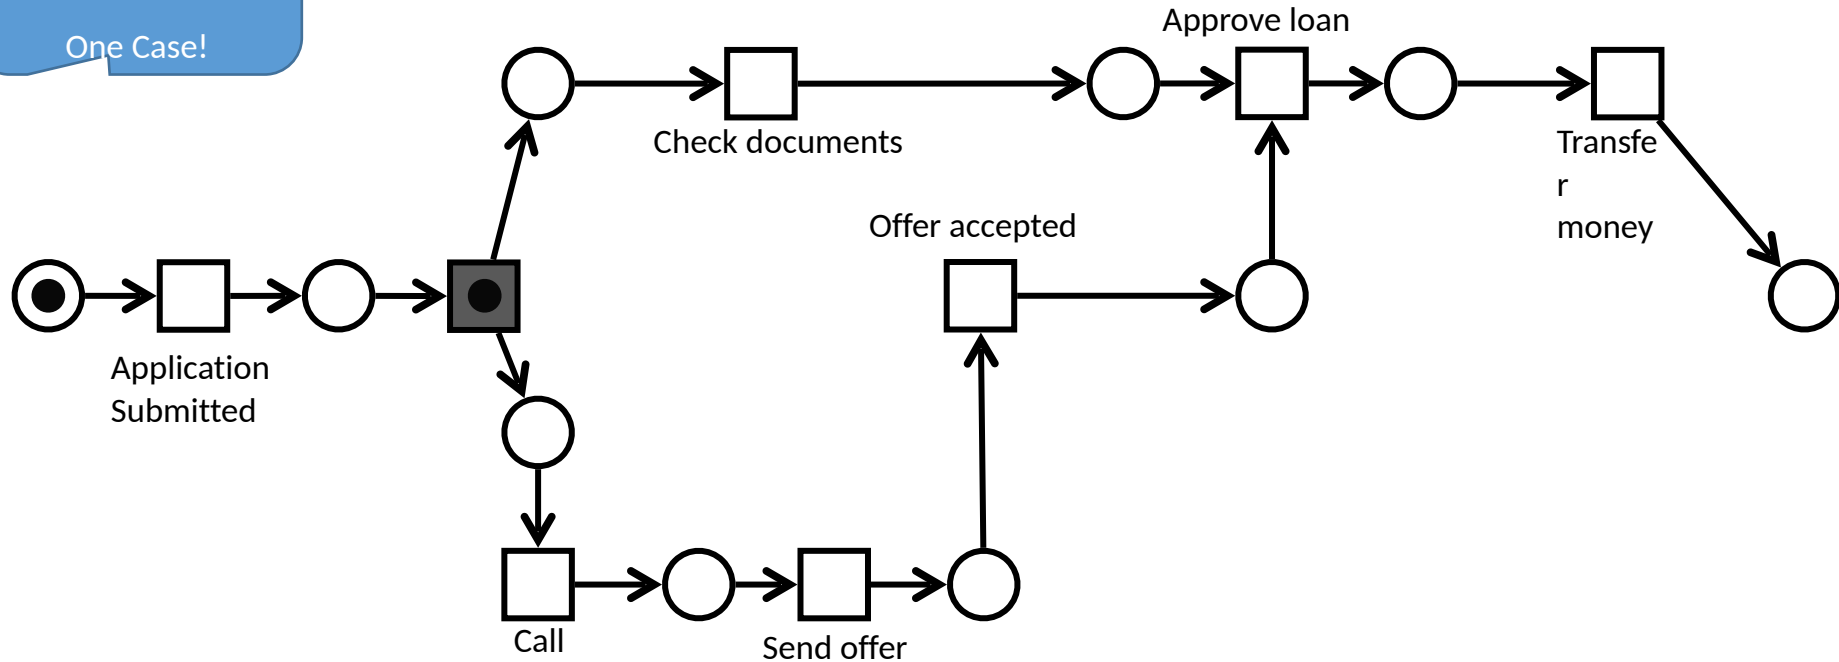 One Case!
Approve loan
Check documents
Transfe
r
money
Offer accepted
Application
Submitted
Call
Send offer